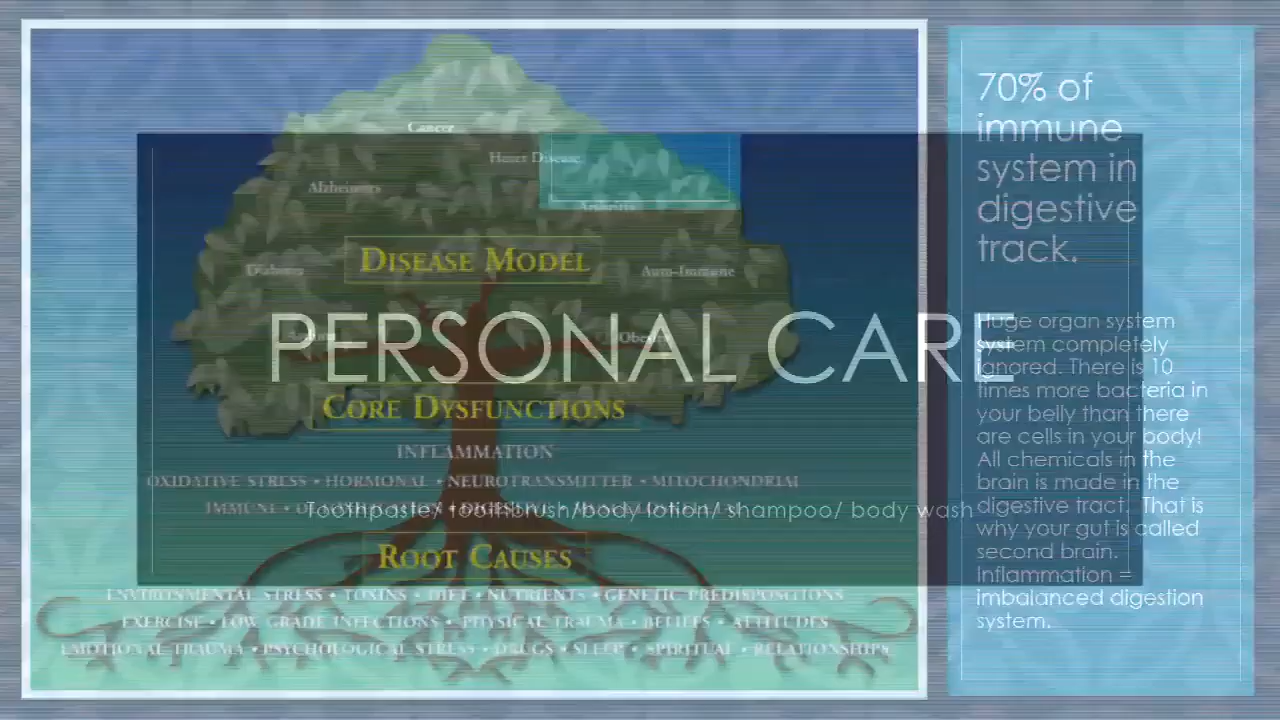 Cancer
Heart Disease
Alzheimers
Arthritis
DISEASE MODEL
Diabetes
Auto-Immune
Obesity
PERSONAL CARE
CORE DYSFUNCTIONS
INFLAMMATION
OXIDATIVE STRESS • HORMONAL • NEUROTRANSMITTER • MITOCHONDRIAL
IMMUNE •
Toothpaste/ toothbrush/body lotion/ shampoo/ body wash
ROOT CAUSES
ENVIRONMENTAL STRESS • TOXINS • DIET • NUTRIENTS • GENETIC PREDISPOSITIONS
EXERCISE • LOW GRADE INFECTIONS • PHYSICAL TRAUMA • BELIEFS • ATTITUDES
EMOTIONAL TRAUMA • PSYCHOLOGICAL STRESS • DRUGS • SLEEP • SPIRITUAL • RELATIONSHIPS
70% of
immune
system in
digestive
track.
Huge organ system
system completely
ignored. There is 10
times more bacteria in
your belly than there
are cells in your body!
All chemicals in the
brain is made in the
digestive tract. That is
why your gut is called
second brain.
Inflammation =
imbalanced digestion
system.